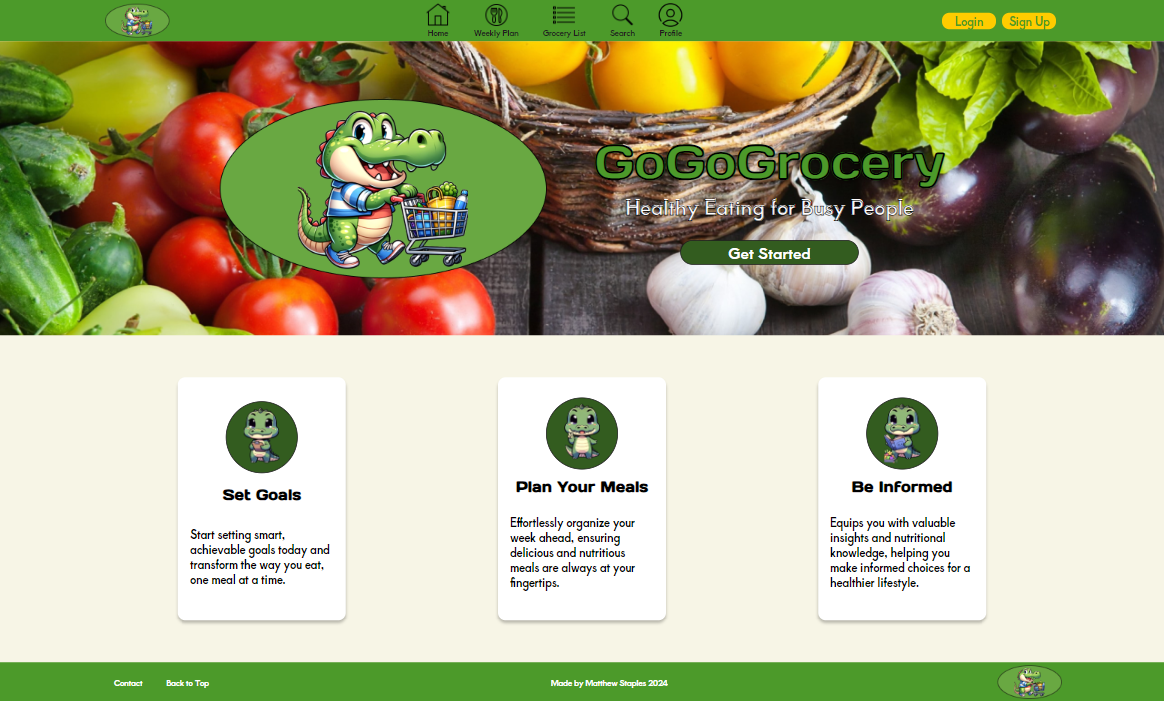 Home
Weekly Plan
Grocery List
Search
Profile
Login
Sign Up
GoGoGrocery
Healthy Eating for Busy People
Get Started
Set Goals
Start setting smart,
achievable goals today and
transform the way you eat,
one meal at a time.
Plan Your Meals
Effortlessly organize your
week ahead, ensuring
delicious and nutritious
meals are always at your
fingertips.
Be Informed
Equips you with valuable
insights and nutritional
knowledge, helping you
make informed choices for a
healthier lifestyle.
Contact
Back to Top
Made by Matthew Staples 2024